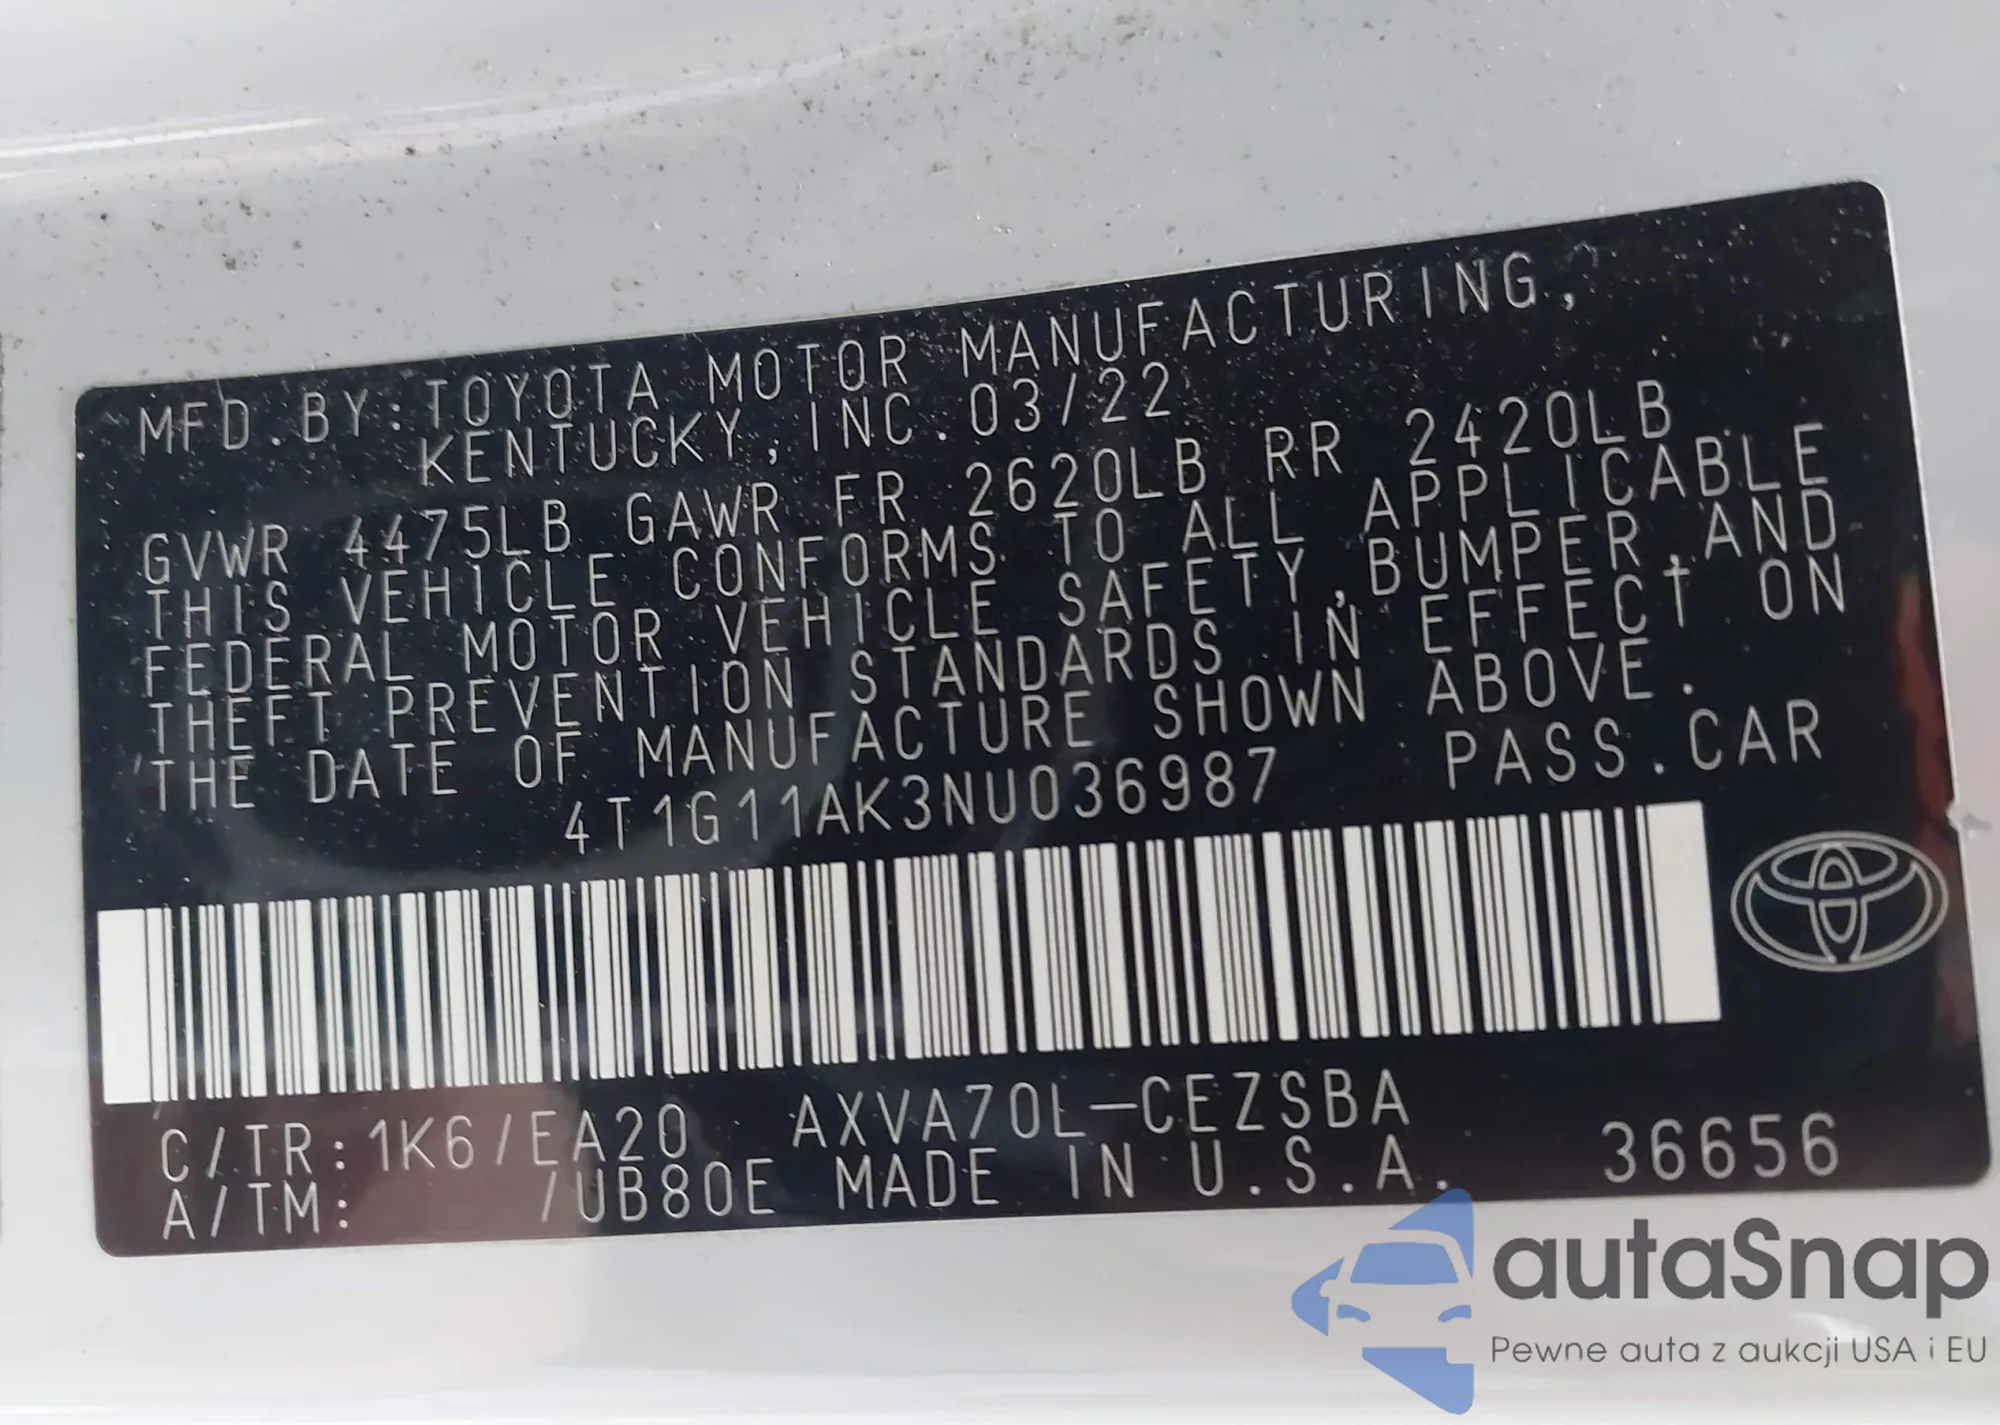 MFD.BY:TOYOTA MOTOR MANUFACTURING,
KENTUCKY,INC.03/22
GVWR 4475LB GAWR FR 2620LB RR 2420LB
THIS VEHICLE CONFORMS TO ALL APPLICABLE
FEDERAL MOTOR VEHICLE SAFETY,BUMPER,AND
THEFT PREVENTION STANDARDS IN EFFECT ON
THE DATE OF MANUFACTURE SHOWN ABOVE.
4T1G11AK3NU036987 PASS.CAR
C/TR:1K6/EA20 AXVA70L-CEZSBA
A/TM: /UB80E MADE IN U.S.A. 36656
autaSnap
Pewne auta z aukcji USA i EU